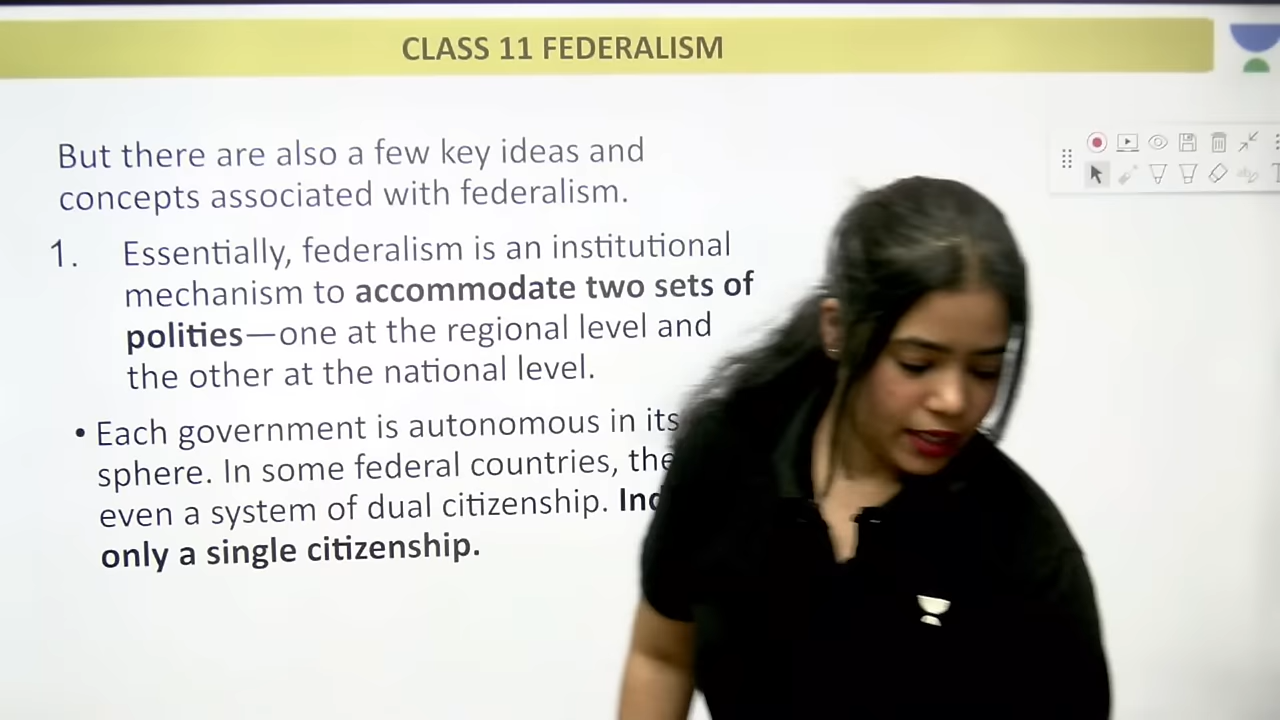 CLASS 11 FEDERALISM
But there are also a few key ideas and
concepts associated with federalism.
1. Essentially, federalism is an institutional
mechanism to accommodate two sets of
polities—one at the regional level and
the other at the national level.
• Each government is autonomous in its
sphere. In some federal countries,
even a system of dual citizenship.
only a single citizenship.